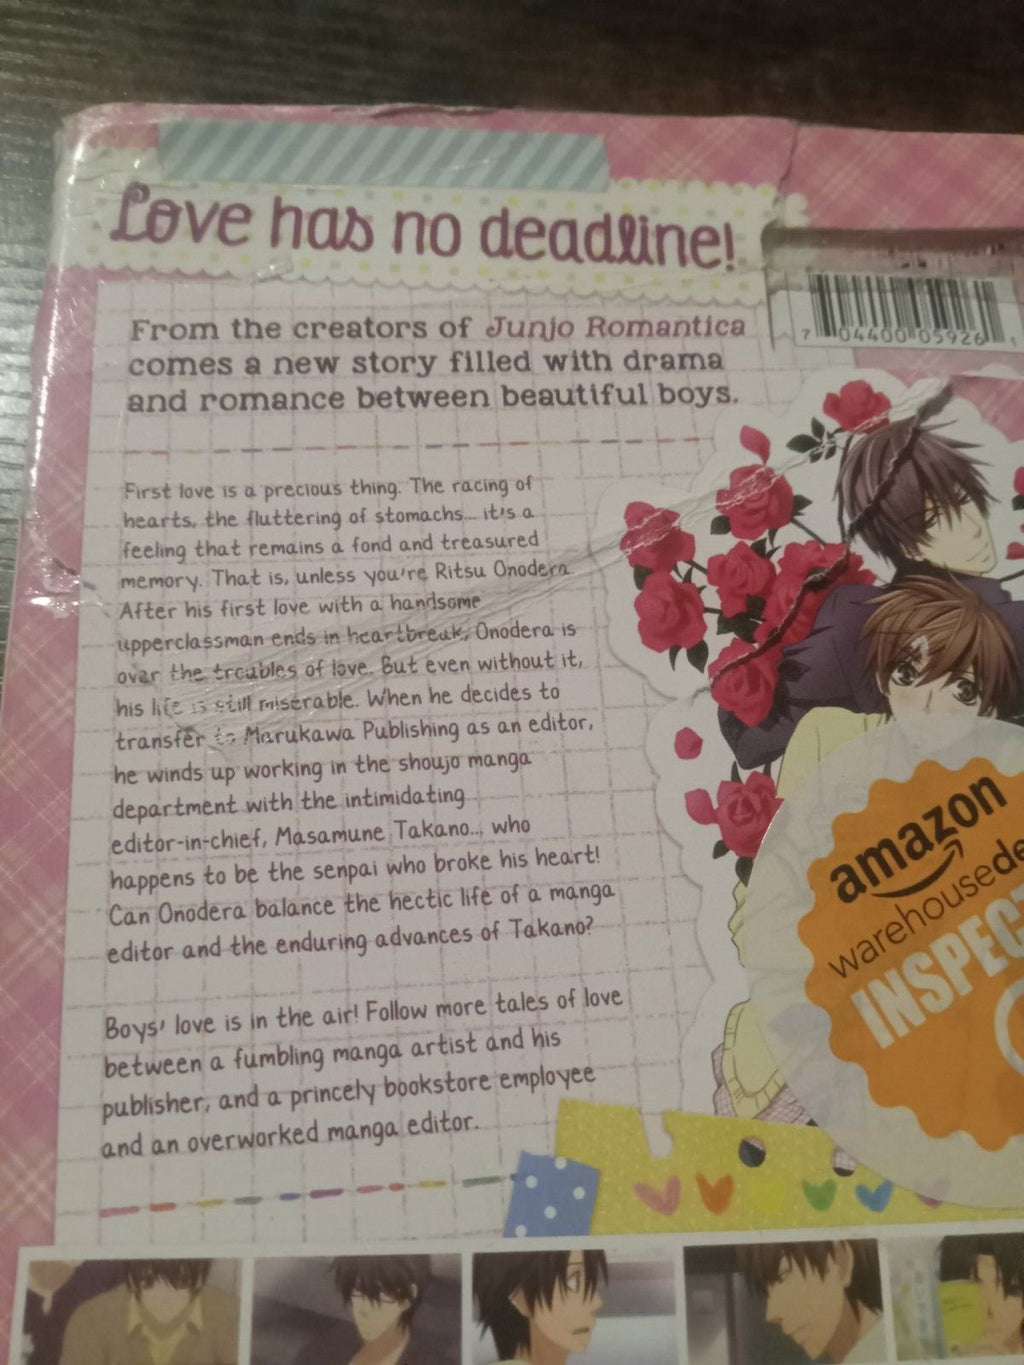 Love has no deadline!
7 04400 05926 1
From the creators of Junjo Romantica
comes a new story filled with drama
and romance between beautiful boys.
First love is a precious thing. The racing of
hearts, the fluttering of stomachs... it's a
feeling that remains a fond and treasured
memory. That is, unless you're Ritsu Onodera.
After his first love with a handsome
upperclassman ends in heartbreak, Onodera is
over the troubles of love. But even without it,
his life is still miserable. When he decides to
transfer to Marukawa Publishing as an editor,
he winds up working in the shoujo manga
department with the intimidating
editor-in-chief, Masamune Takano... who
happens to be the senpai who broke his heart!
Can Onodera balance the hectic life of a manga
editor and the enduring advances of Takano?
Boys' love is in the air! Follow more tales of love
between a fumbling manga artist and his
publisher, and a princely bookstore employee
and an overworked manga editor.
amazon
warehousede
INSPECT